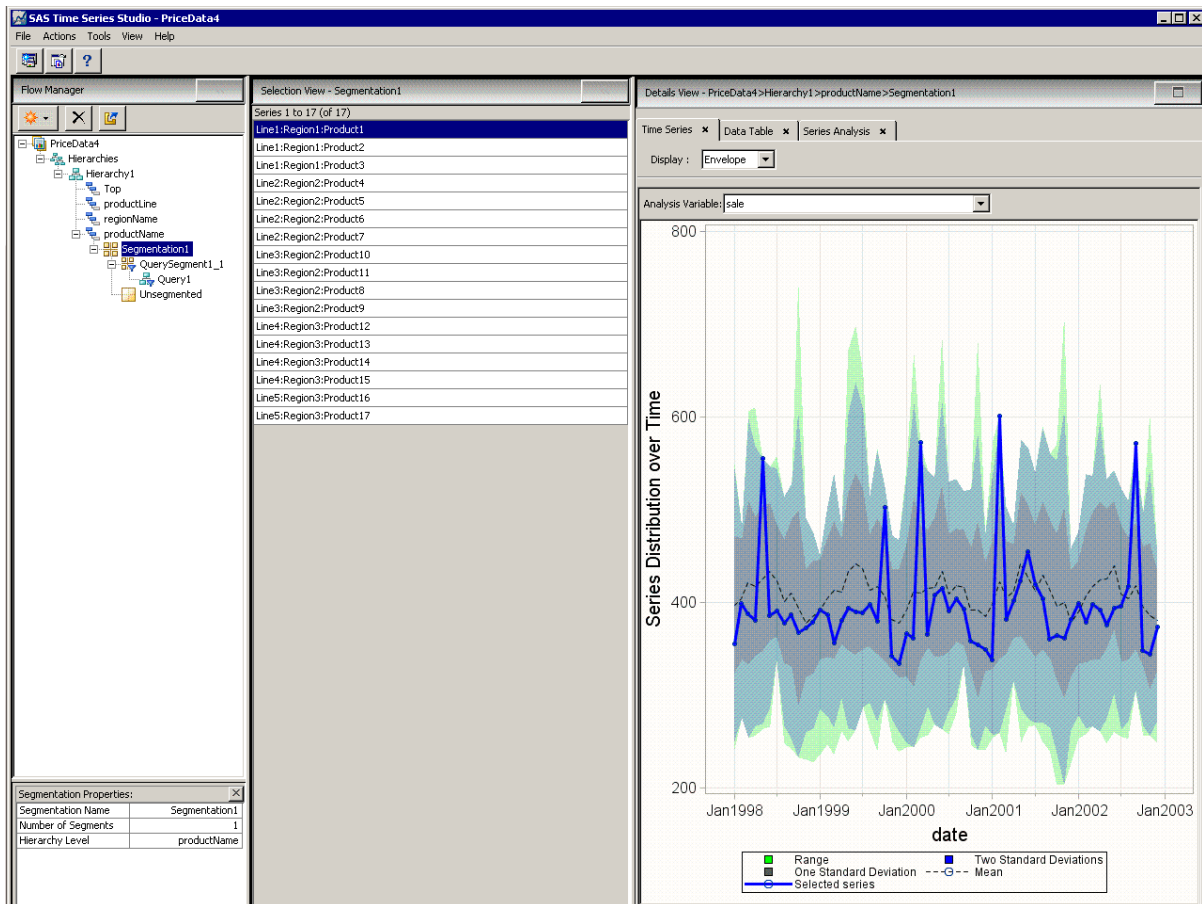 SAS Time Series Studio - PriceData4
File Actions Tools View Help
Flow Manager
PriceData4
Hierarchies
Hierarchy1
Top
productLine
regionName
productName
Segmentation1
QuerySegment1_1
Query1
Unsegmented
Segmentation Properties:
Segmentation Name Segmentation1
Number of Segments 1
Hierarchy Level productName
Selection View - Segmentation1
Series 1 to 17 (of 17)
Line1:Region1:Product1
Line1:Region1:Product2
Line1:Region1:Product3
Line2:Region2:Product4
Line2:Region2:Product5
Line2:Region2:Product6
Line2:Region2:Product7
Line3:Region2:Product10
Line3:Region2:Product11
Line3:Region2:Product8
Line3:Region2:Product9
Line4:Region3:Product12
Line4:Region3:Product13
Line4:Region3:Product14
Line4:Region3:Product15
Line5:Region3:Product16
Line5:Region3:Product17
Details View - PriceData4>Hierarchy1>productName>Segmentation1
Time Series Data Table Series Analysis
Display : Envelope
Analysis Variable: sale
Series Distribution over Time
800
600
400
200
Jan1998 Jan1999 Jan2000 Jan2001 Jan2002 Jan2003
date
Range Two Standard Deviations
One Standard Deviation Mean
Selected series